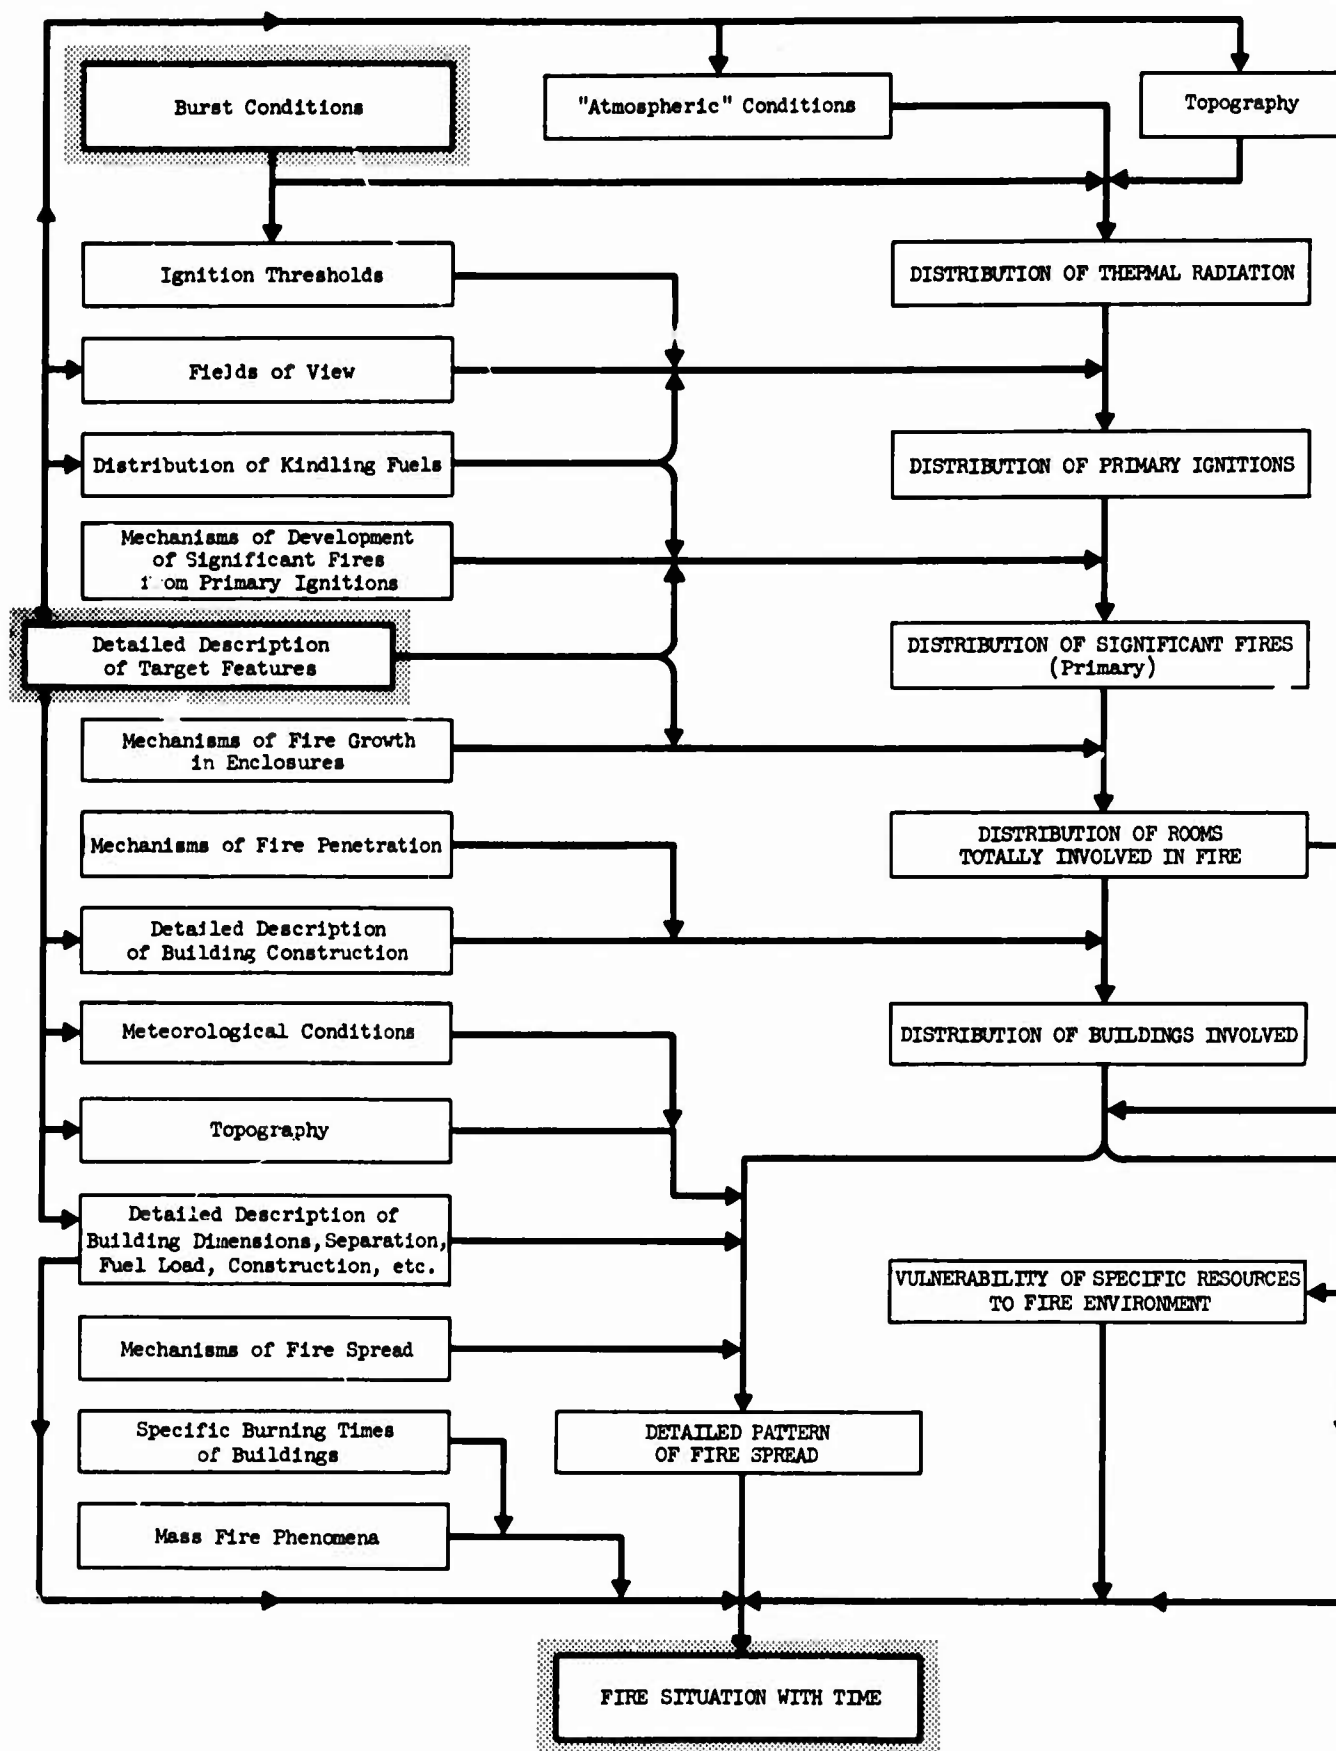 Burst Conditions
"Atmospheric" Conditions
Topography
Ignition Thresholds
DISTRIBUTION OF THERMAL RADIATION
Fields of View
Distribution of Kindling Fuels
DISTRIBUTION OF PRIMARY IGNITIONS
Mechanisms of Development
of Significant Fires
from Primary Ignitions
Detailed Description
of Target Features
DISTRIBUTION OF SIGNIFICANT FIRES
(Primary)
Mechanisms of Fire Growth
in Enclosures
Mechanisms of Fire Penetration
DISTRIBUTION OF ROOMS
TOTALLY INVOLVED IN FIRE
Detailed Description
of Building Construction
Meteorological Conditions
DISTRIBUTION OF BUILDINGS INVOLVED
Topography
Detailed Description of
Building Dimensions, Separation,
Fuel Load, Construction, etc.
VULNERABILITY OF SPECIFIC RESOURCES
TO FIRE ENVIRONMENT
Mechanisms of Fire Spread
Specific Burning Times
of Buildings
DETAILED PATTERN
OF FIRE SPREAD
Mass Fire Phenomena
FIRE SITUATION WITH TIME